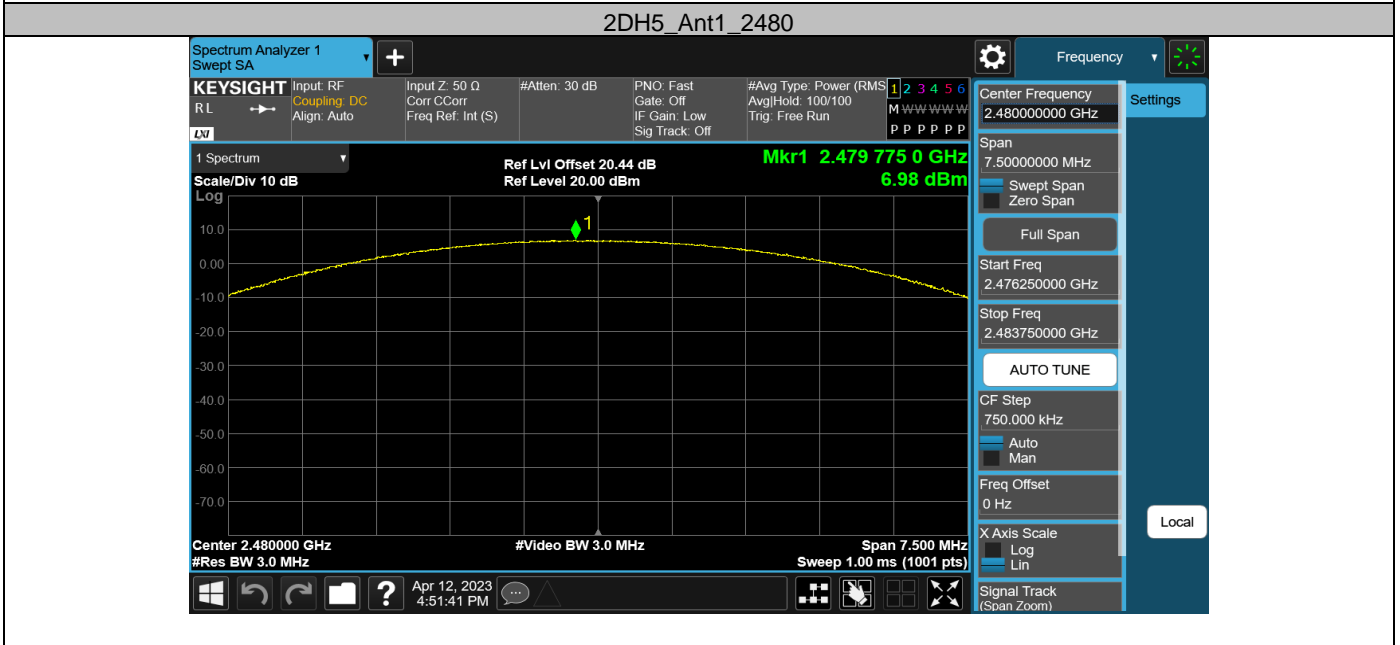 2DH5_Ant1_2480
Spectrum Analyzer 1
Swept SA
Frequency
KEYSIGHT
RL
LXI
Input: RF
Coupling: DC
Align: Auto
Input Z: 50 Ω
Corr CCorr
Freq Ref: Int (S)
#Atten: 30 dB
PNO: Fast
Gate: Off
IF Gain: Low
Sig Track: Off
#Avg Type: Power (RMS
Avg|Hold: 100/100
Trig: Free Run
1 2 3 4 5 6
M W W W W W
P P P P P P
1 Spectrum
Scale/Div 10 dB
Ref Lvl Offset 20.44 dB
Ref Level 20.00 dBm
Mkr1 2.479 775 0 GHz
6.98 dBm
Log
1
10.0
0.00
-10.0
-20.0
-30.0
-40.0
-50.0
-60.0
-70.0
Center 2.480000 GHz
#Video BW 3.0 MHz
Span 7.500 MHz
#Res BW 3.0 MHz
Sweep 1.00 ms (1001 pts)
Center Frequency
2.480000000 GHz
Span
7.50000000 MHz
Swept Span
Zero Span
Full Span
Start Freq
2.476250000 GHz
Stop Freq
2.483750000 GHz
AUTO TUNE
CF Step
750.000 kHz
Auto
Man
Freq Offset
0 Hz
X Axis Scale
Log
Lin
Signal Track
(Span Zoom)
Settings
Local
?
Apr 12, 2023
4:51:41 PM